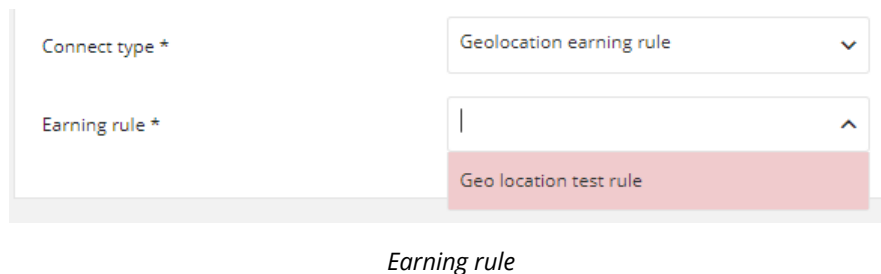 Connect type *
Geolocation earning rule
Earning rule *
Geo location test rule
Earning rule